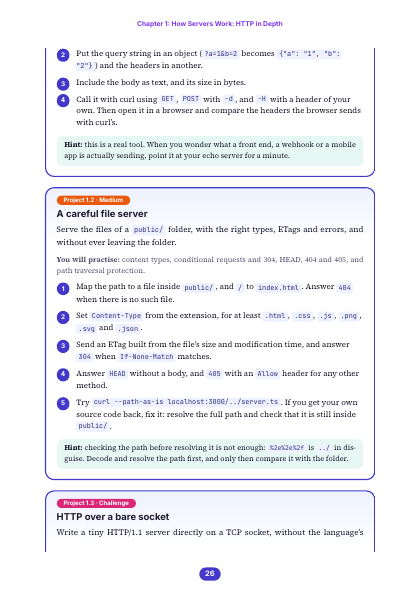 Chapter 1: How Servers Work: HTTP in Depth
2 Put the query string in an object ( ?a=1&b=2 becomes {"a": "1", "b":
"2"} ) and the headers in another.
3 Include the body as text, and its size in bytes.
4 Call it with curl using GET , POST with -d , and -H with a header of your
own. Then open it in a browser and compare the headers the browser sends
with curl's.
Hint: this is a real tool. When you wonder what a front end, a webhook or a mobile
app is actually sending, point it at your echo server for a minute.
Project 1.2 · Medium
A careful file server
Serve the files of a public/ folder, with the right types, ETags and errors, and
without ever leaving the folder.
You will practise: content types, conditional requests and 304, HEAD, 404 and 405, and
path traversal protection.
1 Map the path to a file inside public/ , and / to index.html . Answer 404
when there is no such file.
2 Set Content-Type from the extension, for at least .html , .css , .js , .png ,
.svg and .json .
3 Send an ETag built from the file's size and modification time, and answer
304 when If-None-Match matches.
4 Answer HEAD without a body, and 405 with an Allow header for any other
method.
5 Try curl --path-as-is localhost:3000/../server.ts . If you get your own
source code back, fix it: resolve the full path and check that it is still inside
public/ .
Hint: checking the path before resolving it is not enough: %2e%2e%2f is ../ in dis-
guise. Decode and resolve the path first, and only then compare it with the folder.
Project 1.3 · Challenge
HTTP over a bare socket
Write a tiny HTTP/1.1 server directly on a TCP socket, without the language's
26